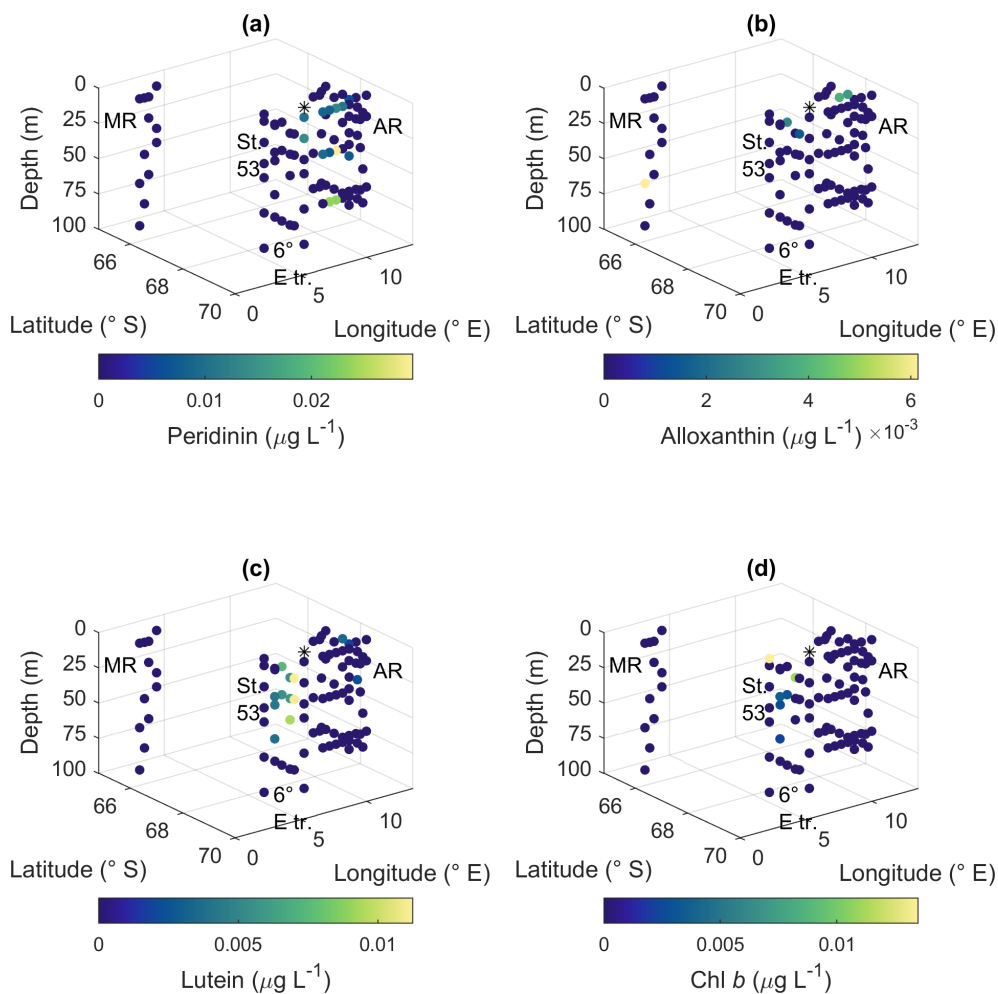 (a)
0
25
50
75
100
Depth (m)
MR
St.
53
AR
6°
E tr.
66
68
70
0
5
10
Latitude (° S)
Longitude (° E)
0
0.01
0.02
Peridinin (μg L-1)
(b)
0
25
50
75
100
Depth (m)
MR
St.
53
AR
6°
E tr.
66
68
70
0
5
10
Latitude (° S)
Longitude (° E)
0
2
4
6
Alloxanthin (μg L-1) ×10-3
(c)
0
25
50
75
100
Depth (m)
MR
St.
53
AR
6°
E tr.
66
68
70
0
5
10
Latitude (° S)
Longitude (° E)
0
0.005
0.01
Lutein (μg L-1)
(d)
0
25
50
75
100
Depth (m)
MR
St.
53
AR
6°
E tr.
66
68
70
0
5
10
Latitude (° S)
Longitude (° E)
0
0.005
0.01
Chl b (μg L-1)